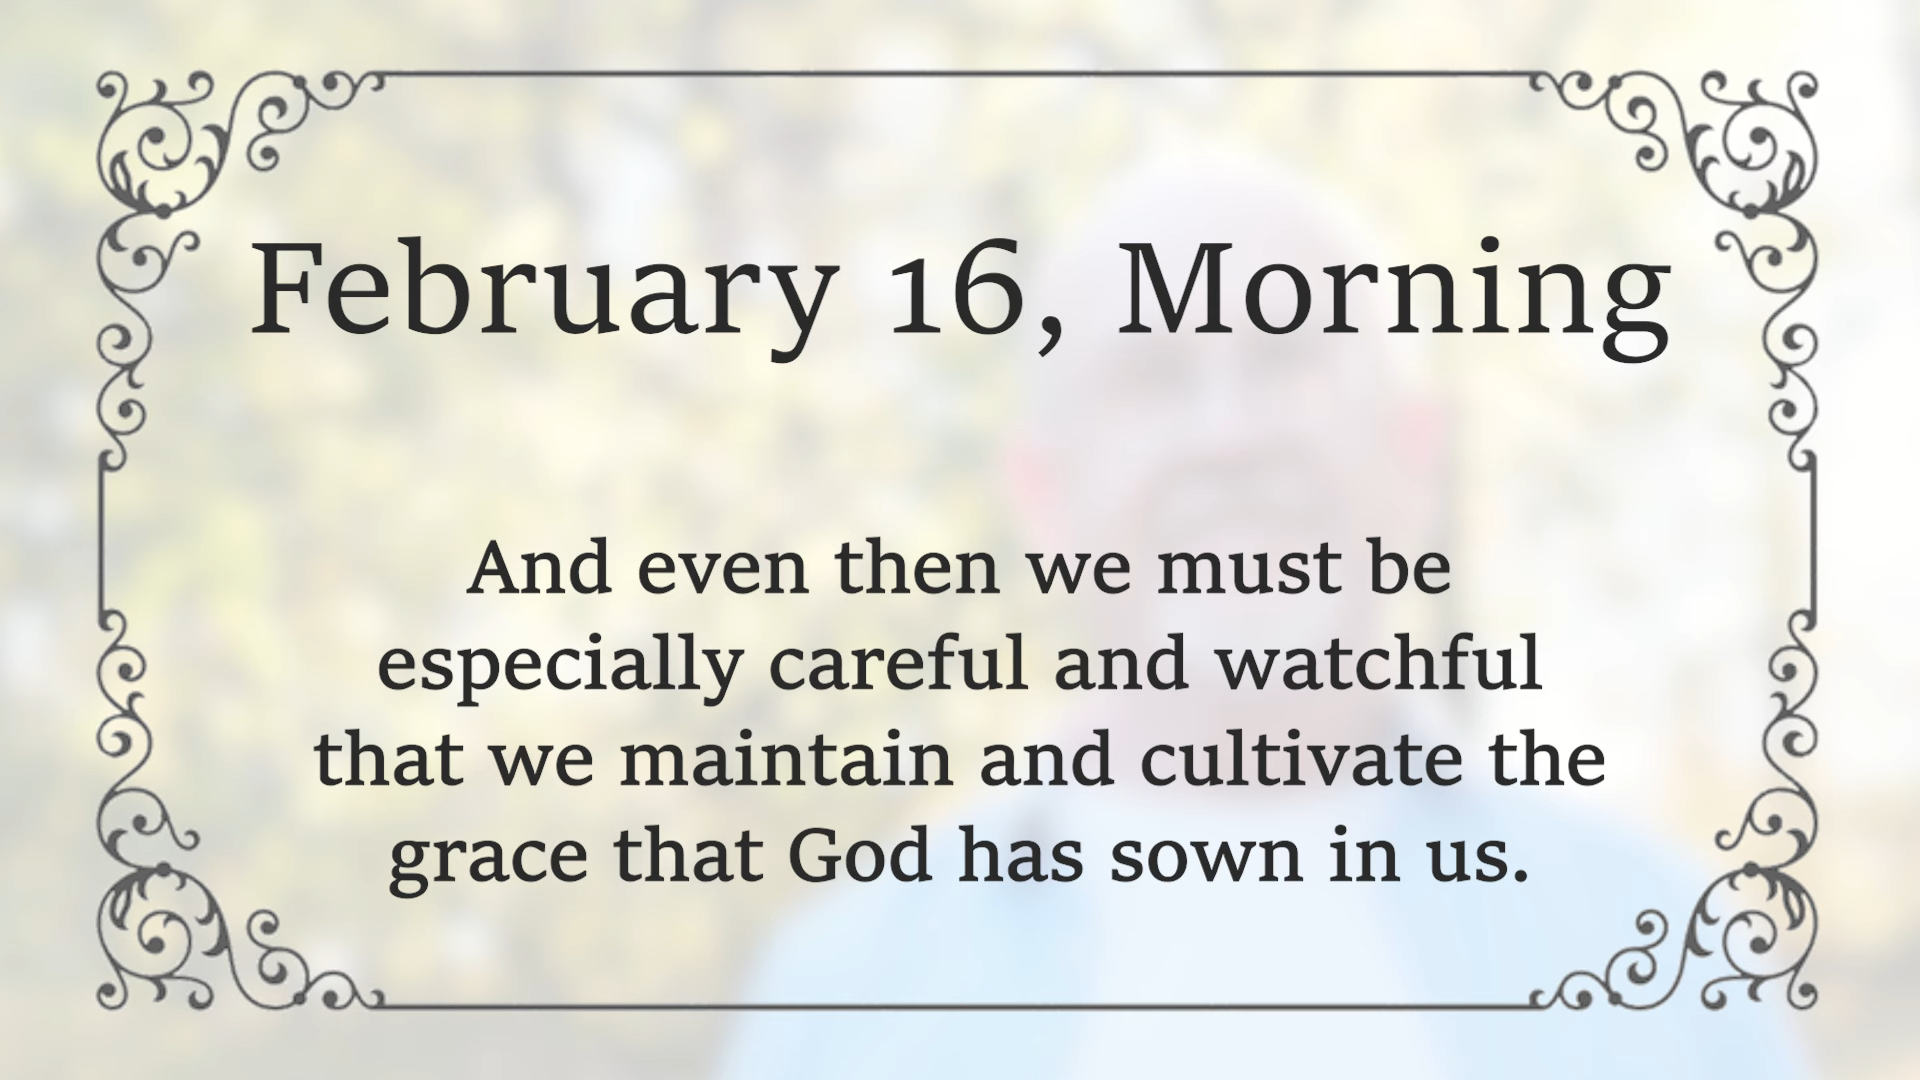 February 16, Morning
And even then we must be
especially careful and watchful
that we maintain and cultivate the
grace that God has sown in us.